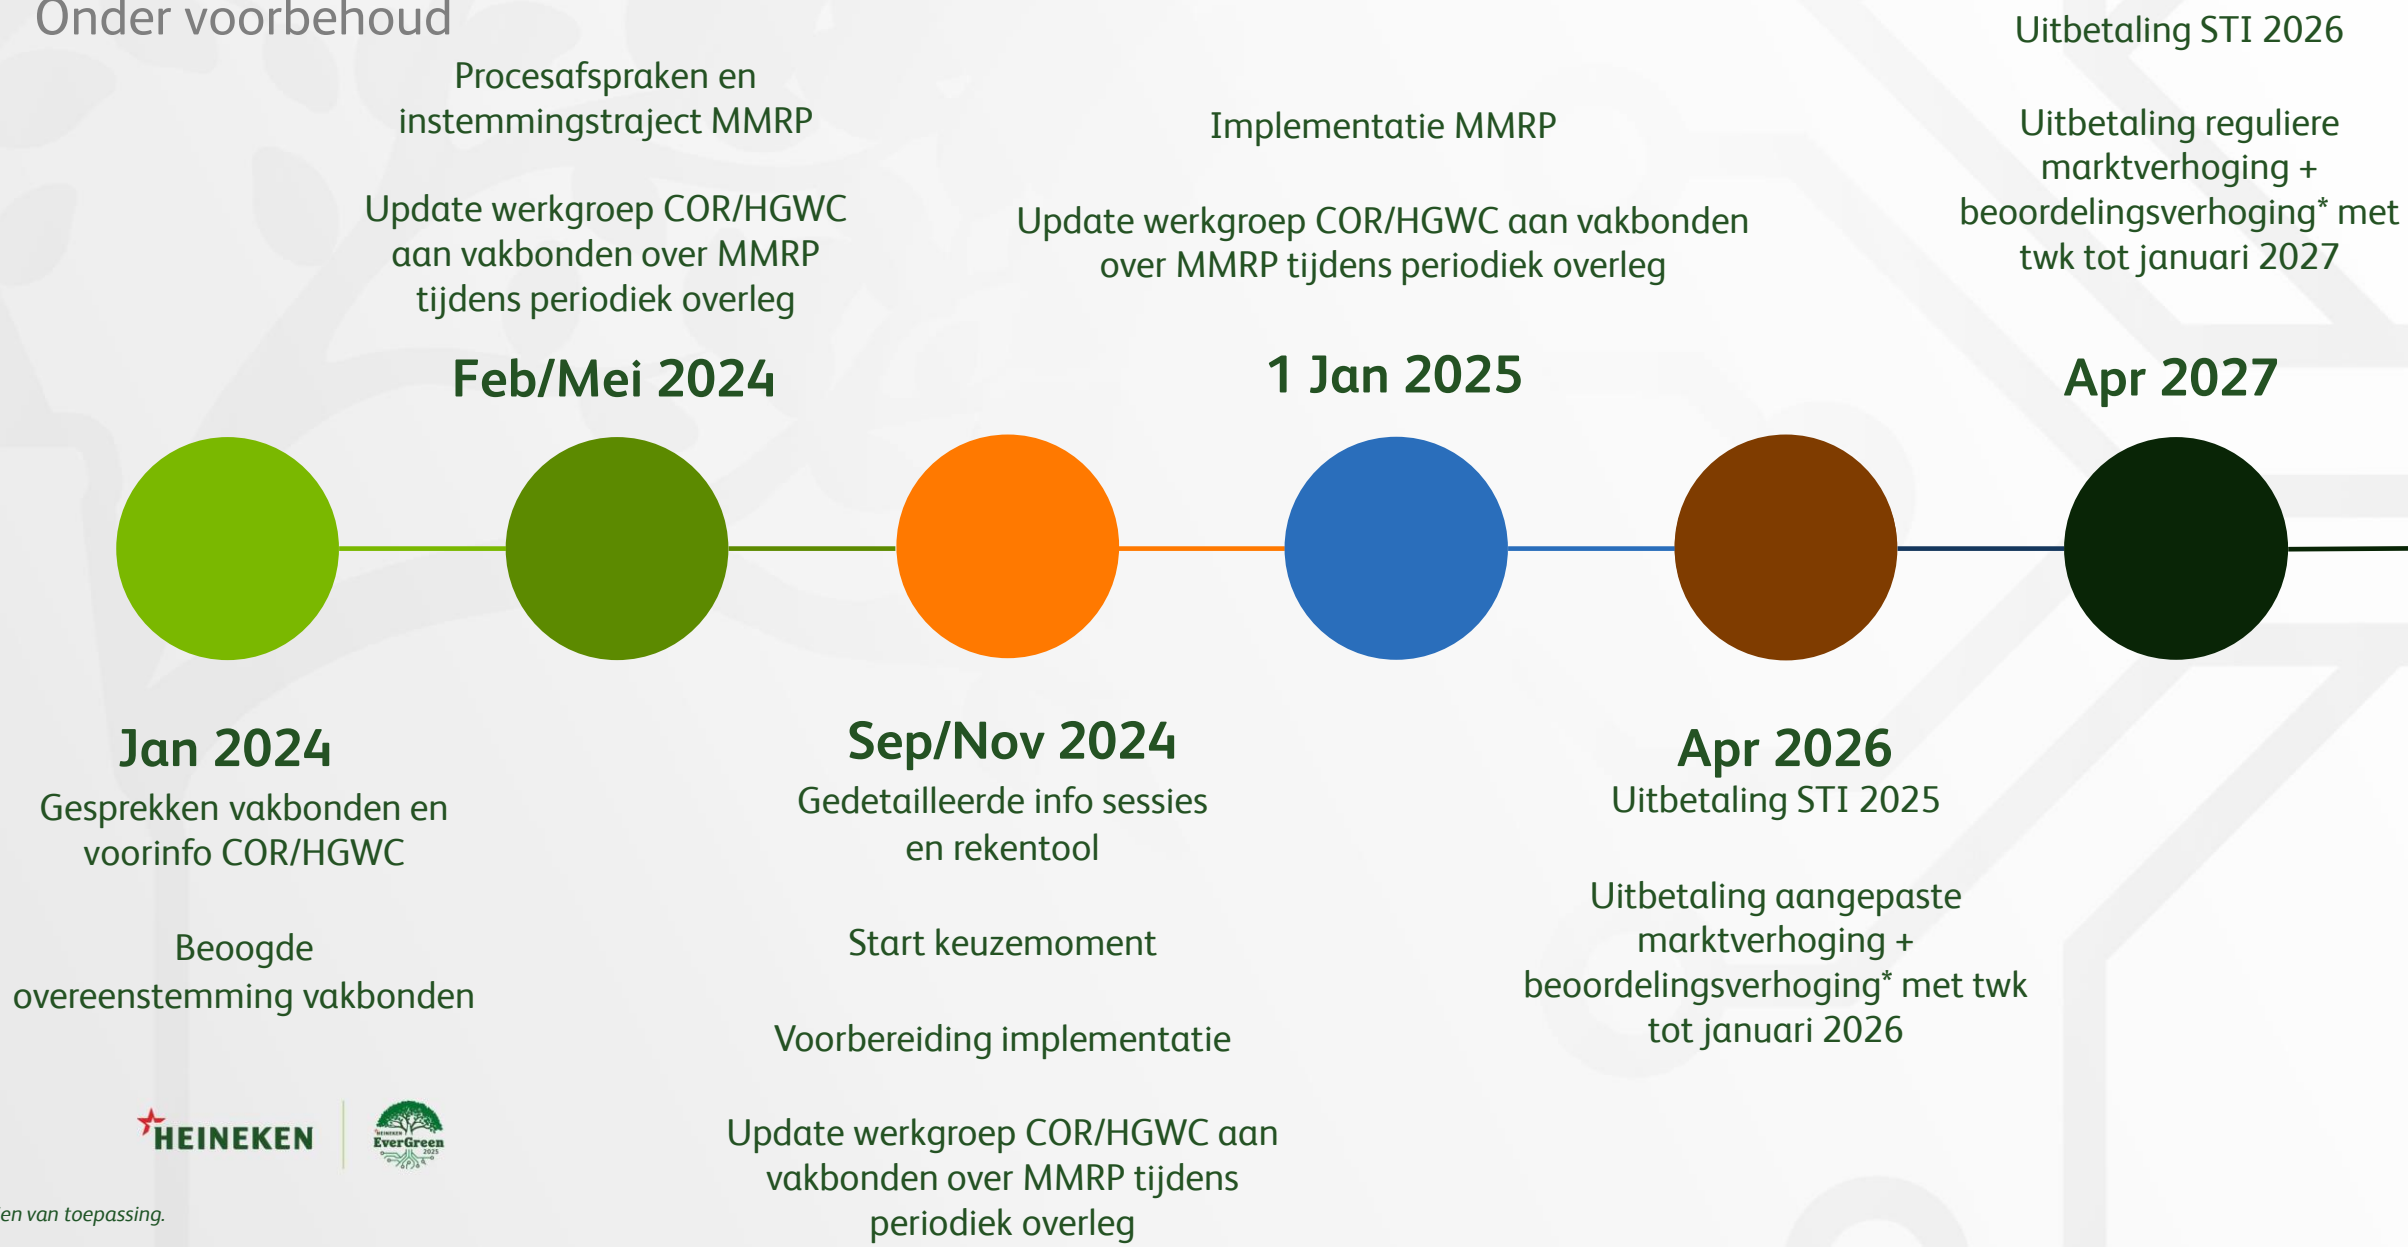 Onder voorbehoud
Procesafspraken en
instemmingstraject MMRP
Update werkgroep COR/HGWC
aan vakbonden over MMRP
tijdens periodiek overleg
Feb/Mei 2024
Implementatie MMRP
Update werkgroep COR/HGWC aan vakbonden
over MMRP tijdens periodiek overleg
1 Jan 2025
Uitbetaling STI 2026
Uitbetaling reguliere
marktverhoging +
beoordelingsverhoging* met
twk tot januari 2027
Apr 2027
Jan 2024
Gesprekken vakbonden en
voorinfo COR/HGWC
Beoogde
overeenstemming vakbonden
Sep/Nov 2024
Gedetailleerde info sessies
en rekentool
Start keuzemoment
Voorbereiding implementatie
Update werkgroep COR/HGWC aan
vakbonden over MMRP tijdens
periodiek overleg
Apr 2026
Uitbetaling STI 2025
Uitbetaling aangepaste
marktverhoging +
beoordelingsverhoging* met twk
tot januari 2026
HEINEKEN
HEINEKEN
EverGreen
2025
en van toepassing.